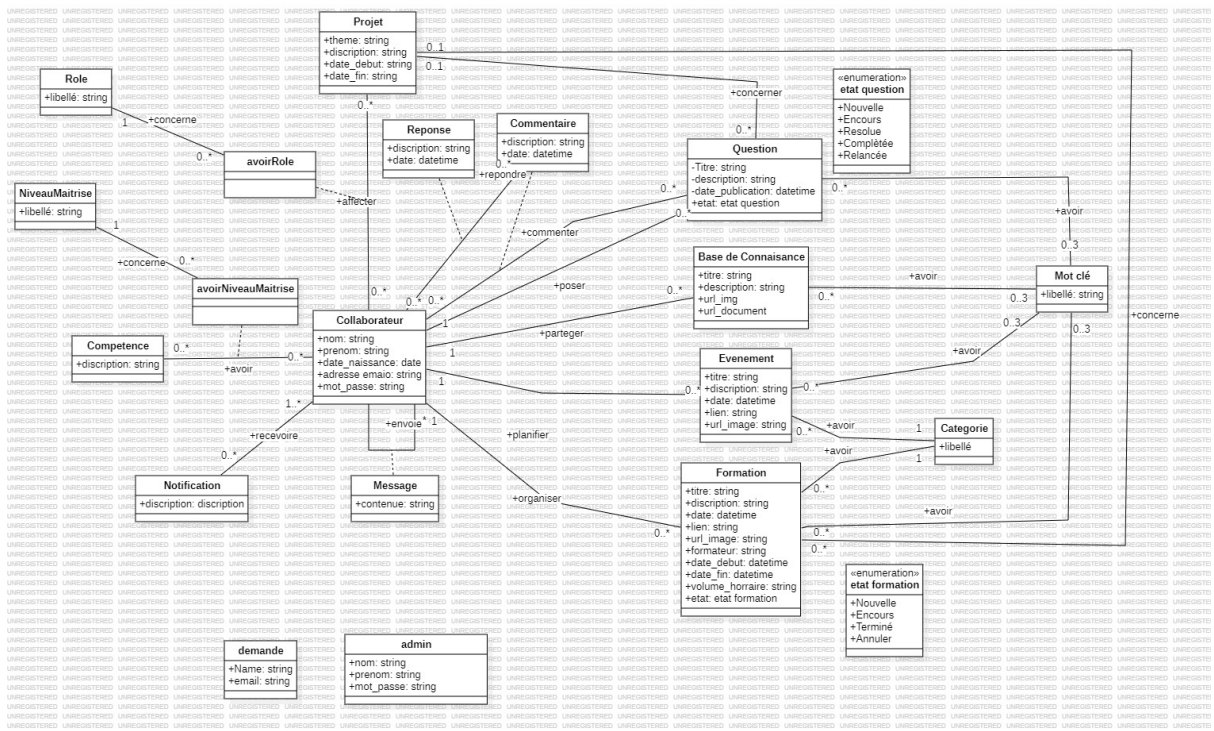 Projet
+theme: string
+discription: string
+date_debut: string
+date_fin: string
0..1
0..1
0..*
Role
+libellé: string
1
+concerne
0..*
avoirRole
+affecter
Reponse
+discription: string
+date: datetime
Commentaire
+discription: string
+date: datetime
0..*
+repondre
+concerner
0..*
«enumeration»
etat question
+Nouvelle
+Encours
+Resolue
+Complètée
+Relancée
Question
-Titre: string
-description: string
-date_publication: datetime
+etat: etat question
0..*
0..*
0..*
+avoir
0..3
NiveauMaitrise
+libellé: string
1
+concerne
0..*
avoirNiveauMaitrise
+commenter
+poser
Base de Connaisance
+titre: string
+description: string
+url_img
+url_document
0..*
0..*
+avoir
0..3
Mot clé
+libellé: string
0..3
0..3
+concerne
0..*
0..*
0..*
Collaborateur
+nom: string
+prenom: string
+date_naissance: date
+adresse emaio: string
+mot_passe: string
1
1
1
+parteger
Competence
+discription: string
0..*
0..*
+avoir
Evenement
+titre: string
+discription: string
+date: datetime
+lien: string
+url_image: string
0..*
0..*
+avoir
0..*
+avoir
1
Categorie
+libellé
+avoir
1
1..*
+recevoire
0..*
+envoie
*
1
+planifier
Notification
+discription: discription
Message
+contenue: string
+organiser
0..*
Formation
+titre: string
+discription: string
+date: datetime
+lien: string
+url_image: string
+formateur: string
+date_debut: datetime
+date_fin: datetime
+volume_horraire: string
+etat: etat formation
0..*
+avoir
0..*
0..*
«enumeration»
etat formation
+Nouvelle
+Encours
+Terminé
+Annuler
demande
+Name: string
+email: string
admin
+nom: string
+prenom: string
+mot_passe: string